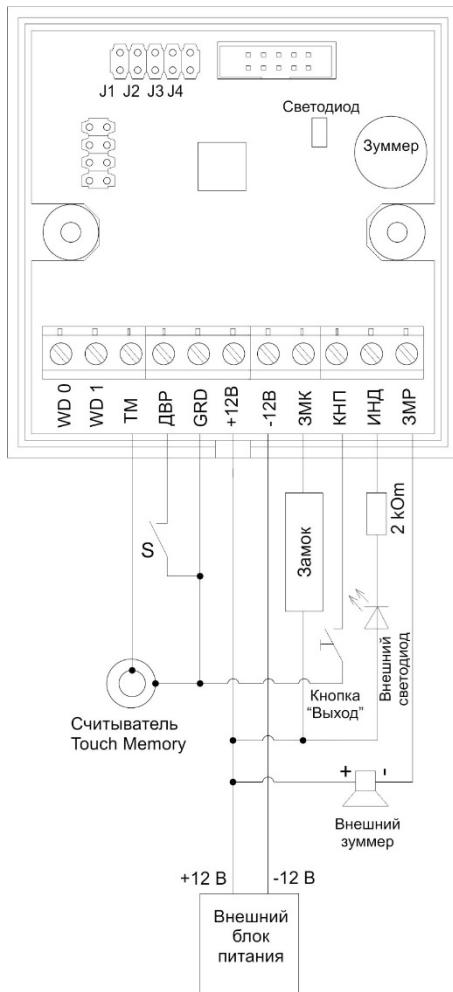 J1 J2 J3 J4
Светодиод
Зуммер
WD 0
WD 1
TM
ДВР
GRD
+12В
-12В
ЗМК
КНП
ИНД
ЗМР
2 kOm
Замок
S
Внешний
светодиод
Кнопка
“Выход”
Считыватель
Touch Memory
+ -
Внешний
зуммер
+12 В
-12 В
Внешний
блок
питания